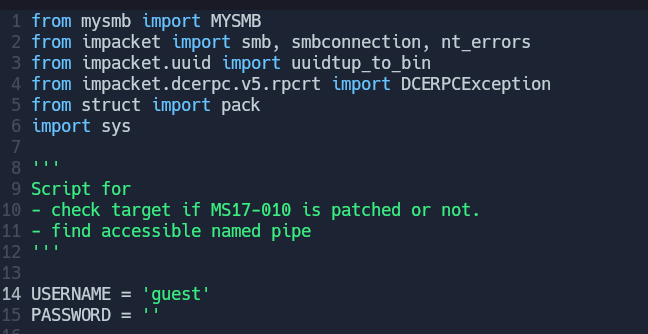 1 from mysmb import MYSMB
2 from impacket import smb, smbconnection, nt_errors
3 from impacket.uuid import uuidtup_to_bin
4 from impacket.dcerpc.v5.rpcrt import DCERPCException
5 from struct import pack
6 import sys
7
8 '''
9 Script for
10 - check target if MS17-010 is patched or not.
11 - find accessible named pipe
12 '''
13
14 USERNAME = 'guest'
15 PASSWORD = ''
16